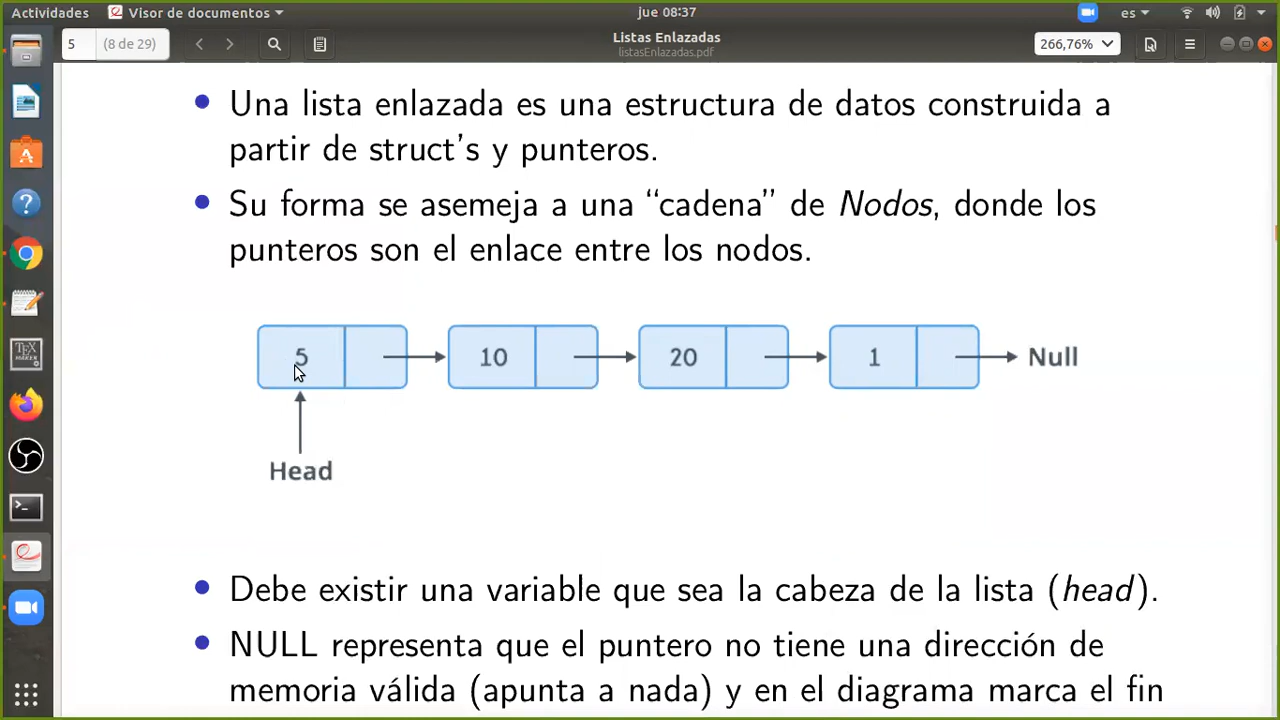 Actividades
Visor de documentos
jue 08:37
es
5
(8 de 29)
Listas Enlazadas
listasEnlazadas.pdf
266,76%
• Una lista enlazada es una estructura de datos construida a
partir de struct's y punteros.
• Su forma se asemeja a una “cadena” de Nodos, donde los
punteros son el enlace entre los nodos.
5
10
20
1
Null
Head
• Debe existir una variable que sea la cabeza de la lista (head).
• NULL representa que el puntero no tiene una dirección de
memoria válida (apunta a nada) y en el diagrama marca el fin
TEX
MAKER